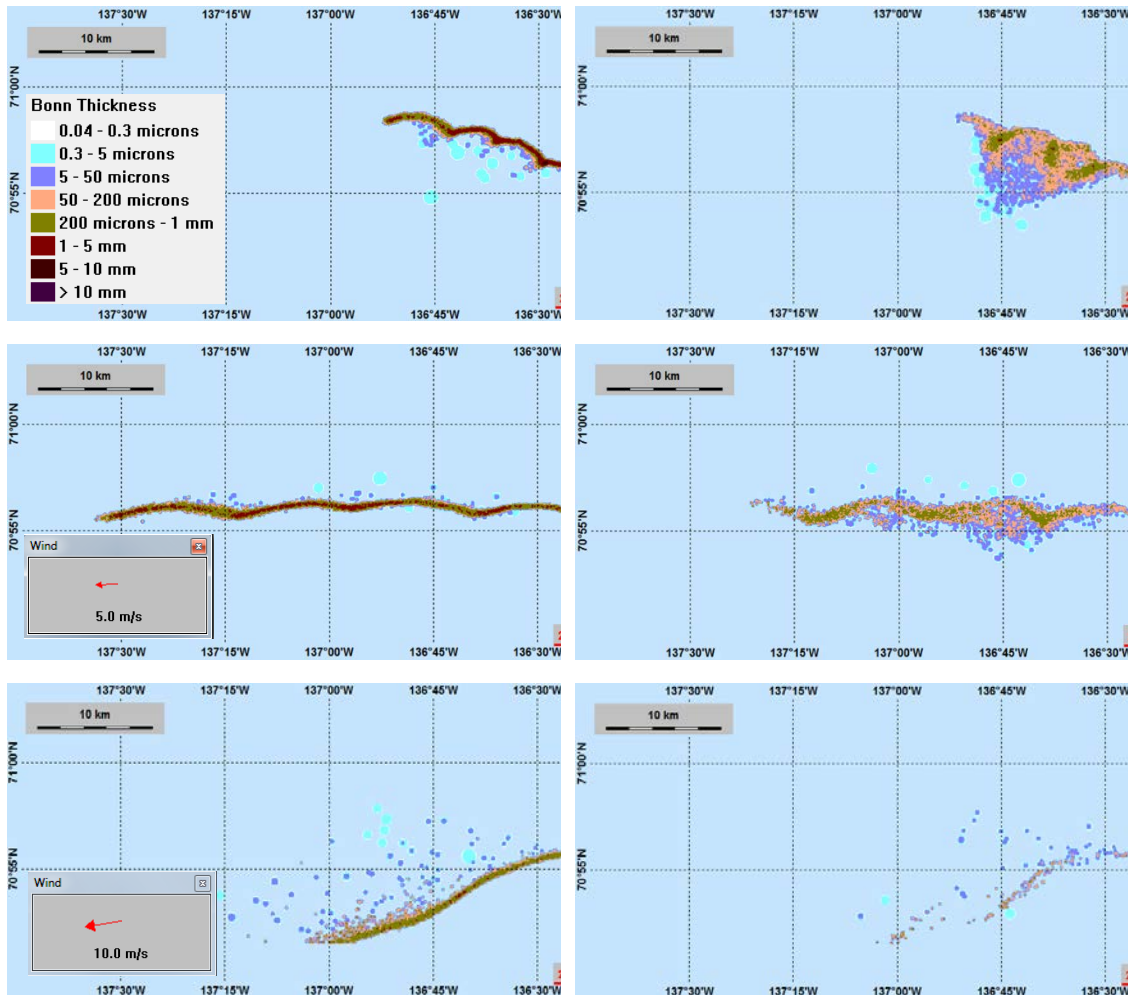 137°30'W 137°15'W 137°00'W 136°45'W 136°30'W
10 km
71°00'N
Bonn Thickness
0.04 - 0.3 microns
0.3 - 5 microns
5 - 50 microns
50 - 200 microns
200 microns - 1 mm
1 - 5 mm
5 - 10 mm
> 10 mm
70°55'N
137°30'W 137°15'W 137°00'W 136°45'W 136°30'W
137°30'W 137°15'W 137°00'W 136°45'W 136°30'W
10 km
71°00'N
70°55'N
137°30'W 137°15'W 137°00'W 136°45'W 136°30'W
137°30'W 137°15'W 137°00'W 136°45'W 136°30'W
10 km
71°00'N
70°55'N
Wind
5.0 m/s
137°30'W 137°15'W 137°00'W 136°45'W 136°30'W
137°30'W 137°15'W 137°00'W 136°45'W 136°30'W
10 km
71°00'N
70°55'N
137°30'W 137°15'W 137°00'W 136°45'W 136°30'W
137°30'W 137°15'W 137°00'W 136°45'W 136°30'W
10 km
71°00'N
70°55'N
Wind
10.0 m/s
137°30'W 137°15'W 137°00'W 136°45'W 136°30'W
137°30'W 137°15'W 137°00'W 136°45'W 136°30'W
10 km
71°00'N
70°55'N
137°30'W 137°15'W 137°00'W 136°45'W 136°30'W